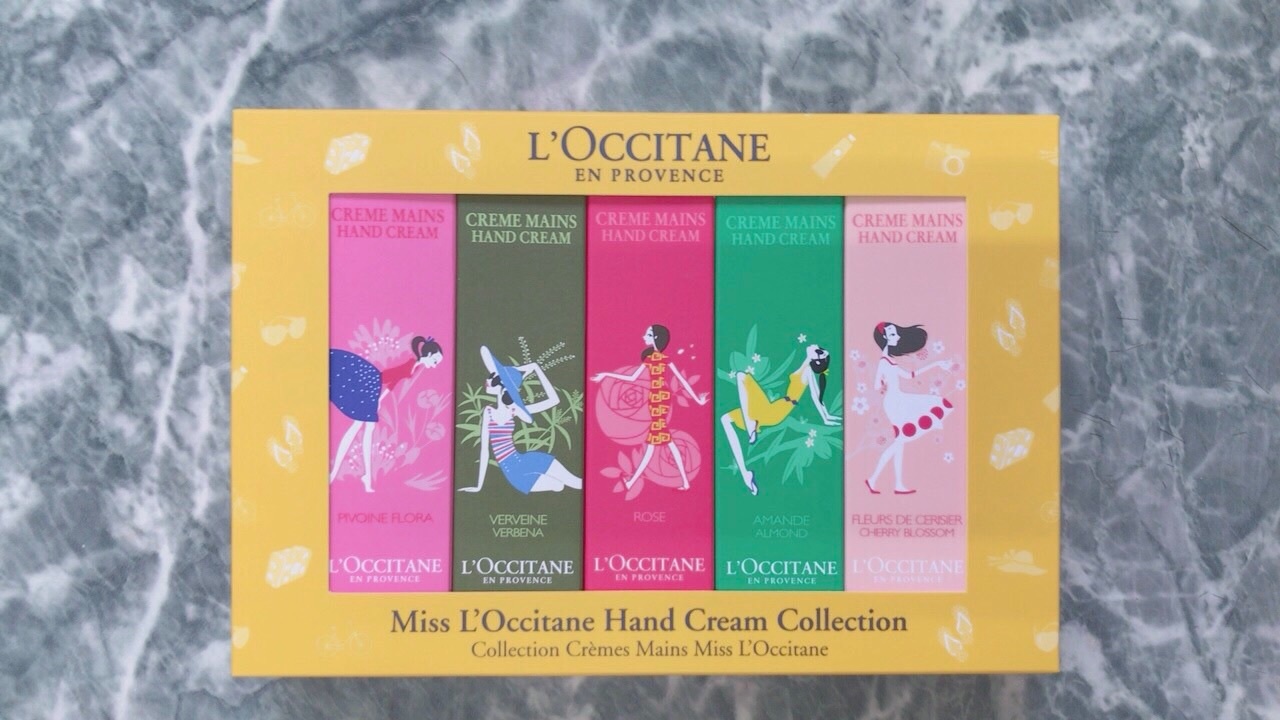 L'OCCITANE
EN PROVENCE
CREME MAINS
HAND CREAM
PIVOINE FLORA
L'OCCITANE
EN PROVENCE
CREME MAINS
HAND CREAM
VERVEINE
VERBENA
L'OCCITANE
EN PROVENCE
CREME MAINS
HAND CREAM
ROSE
L'OCCITANE
EN PROVENCE
CREME MAINS
HAND CREAM
AMANDE
ALMOND
L'OCCITANE
EN PROVENCE
CREME MAINS
HAND CREAM
FLEURS DE CERISIER
CHERRY BLOSSOM
L'OCCITANE
EN PROVENCE
Miss L'Occitane Hand Cream Collection
Collection Crèmes Mains Miss L'Occitane